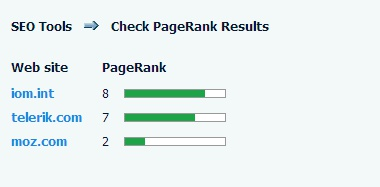 SEO Tools Check PageRank Results
Web site PageRank
iom.int 8
telerik.com 7
moz.com 2